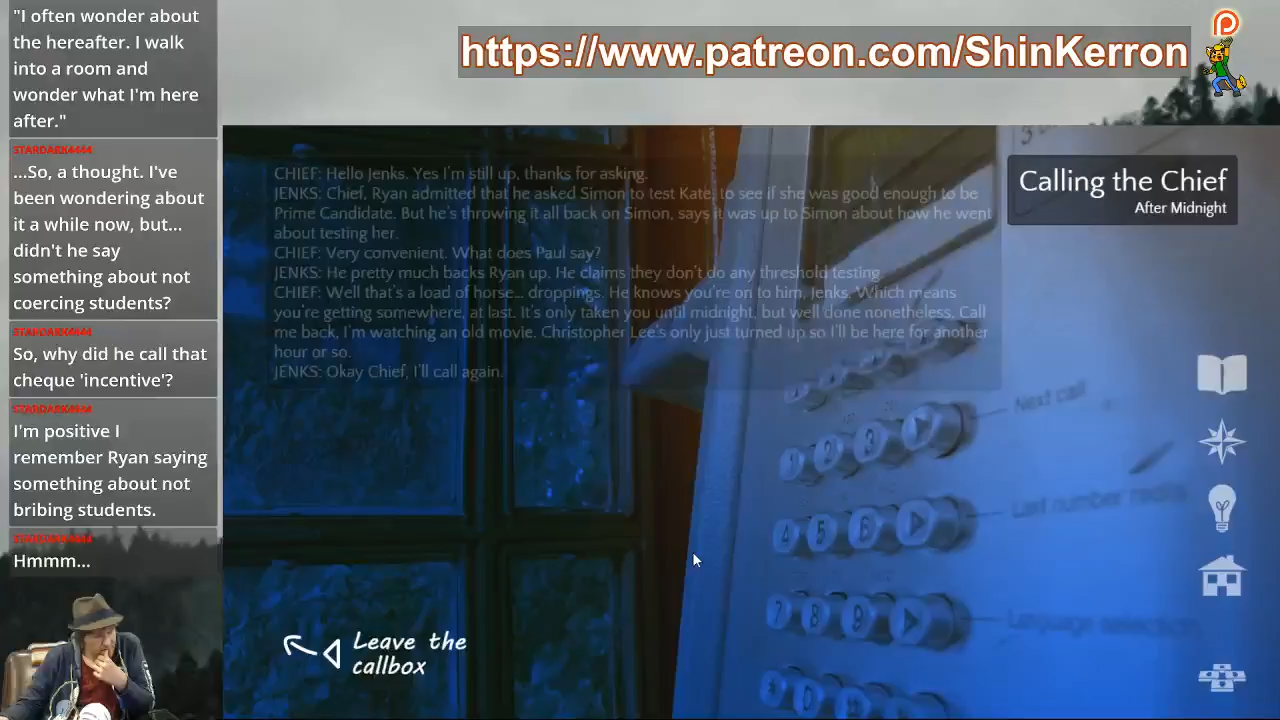 "I often wonder about
the hereafter. I walk
into a room and
wonder what I'm here
after."
STARDARK4444
...So, a thought. I've
been wondering about
it a while now, but...
didn't he say
something about not
coercing students?
STARDARK4444
So, why did he call that
cheque 'incentive'?
STARDARK4444
I'm positive I
remember Ryan saying
something about not
bribing students.
STARDARK4444
Hmmm...
https://www.patreon.com/ShinKerron
CHIEF: Hello Jenks. Yes I'm still up, thanks for asking.
JENKS: Chief, Ryan admitted that he asked Simon to test Kate, to see if she was good enough to be
Prime Candidate. But he's throwing it all back on Simon, says it was up to Simon about how he went
about testing her.
CHIEF: Very convenient. What does Paul say?
JENKS: He pretty much backs Ryan up. He claims they don't do any threshold testing.
CHIEF: Well that's a load of horse... droppings. He knows you're on to him, Jenks. Which means
you're getting somewhere, at last. It's only taken you until midnight, but well done nonetheless. Call
me back, I'm watching an old movie. Christopher Lee's only just turned up so I'll be here for another
hour or so.
JENKS: Okay Chief, I'll call again.
Calling the Chief
After Midnight
Next call
1 2 3
Last number redial
4 5 6
Language selection
7 8 9
* 0
Leave the
callbox